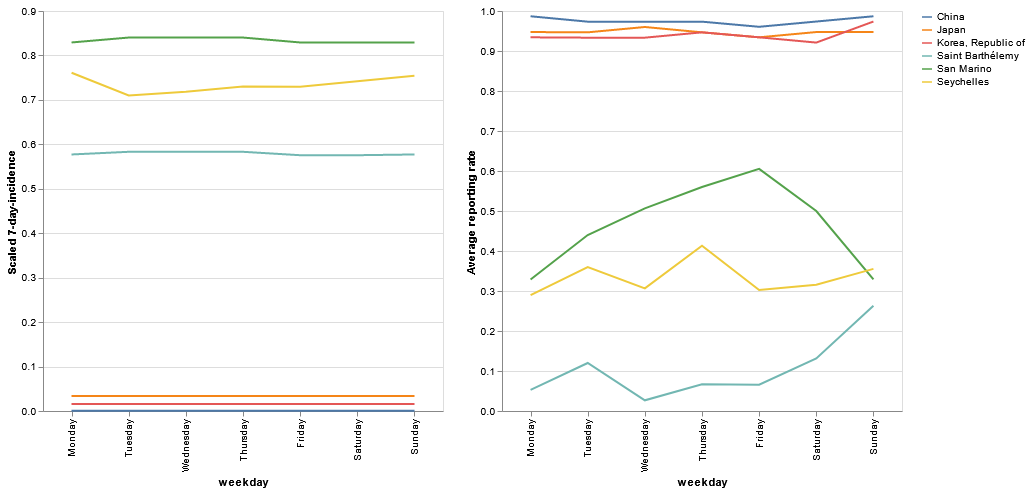 0.9
0.8
0.7
0.6
0.5
0.4
0.3
0.2
0.1
0.0
Scaled 7-day-incidence
Monday
Tuesday
Wednesday
Thursday
Friday
Saturday
Sunday
weekday
1.0
0.9
0.8
0.7
0.6
0.5
0.4
0.3
0.2
0.1
0.0
Average reporting rate
Monday
Tuesday
Wednesday
Thursday
Friday
Saturday
Sunday
weekday
China
Japan
Korea, Republic of
Saint Barthélemy
San Marino
Seychelles